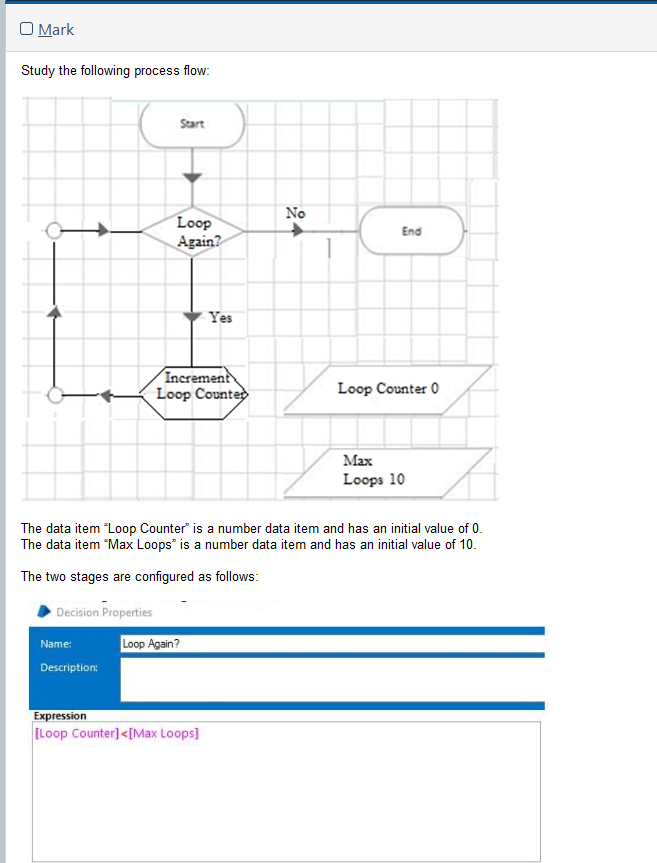 Mark
Study the following process flow:
Start
Loop
Again?
No
End
Yes
Increment
Loop Counter
Loop Counter 0
Max
Loops 10
The data item “Loop Counter” is a number data item and has an initial value of 0.
The data item “Max Loops” is a number data item and has an initial value of 10.
The two stages are configured as follows:
Decision Properties
Name:
Loop Again?
Description:
Expression
[Loop Counter]<[Max Loops]